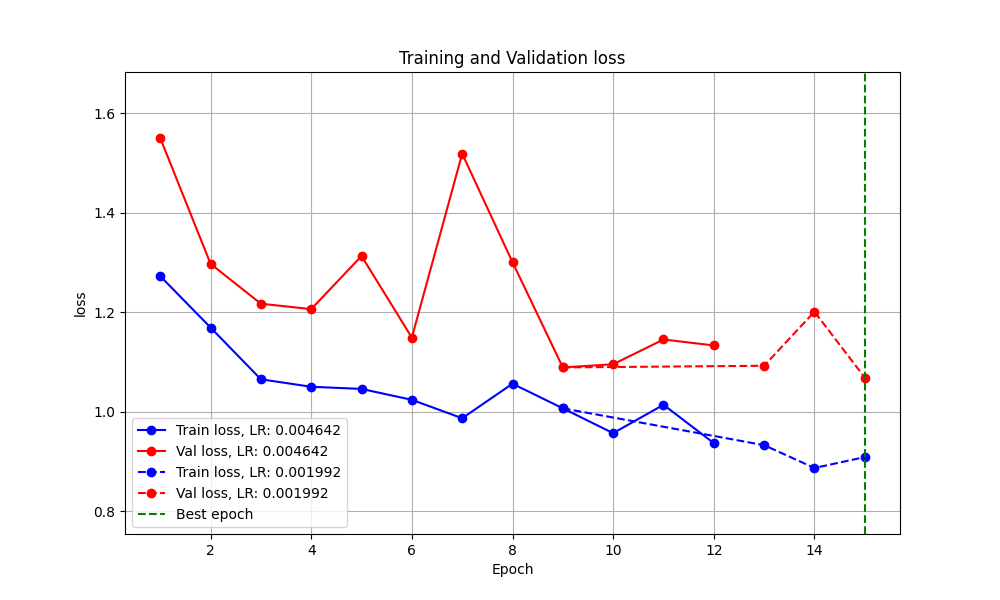 Training and Validation loss
1.6
1.4
1.2
1.0
0.8
loss
Train loss, LR: 0.004642
Val loss, LR: 0.004642
Train loss, LR: 0.001992
Val loss, LR: 0.001992
Best epoch
2 4 6 8 10 12 14
Epoch